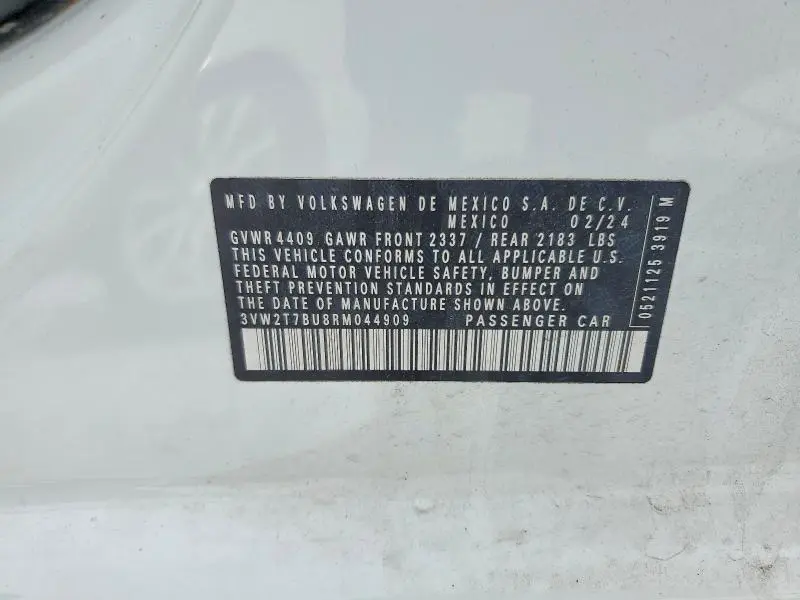 MFD BY VOLKSWAGEN DE MEXICO S.A. DE C.V.
MEXICO 02/24
GVWR 4409 GAWR FRONT 2337 / REAR 2183 LBS
THIS VEHICLE CONFORMS TO ALL APPLICABLE U.S.
FEDERAL MOTOR VEHICLE SAFETY, BUMPER AND
THEFT PREVENTION STANDARDS IN EFFECT ON
THE DATE OF MANUFACTURE SHOWN ABOVE.
3VW2T7BU8RM044909 PASSENGER CAR
0521125 3919 M